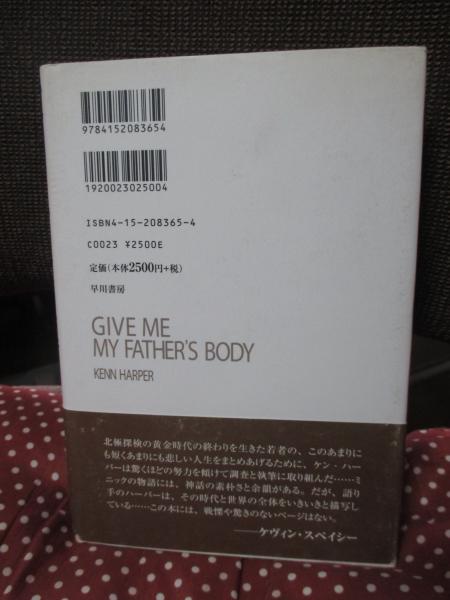 9784152083654
1920023025004
ISBN4-15-208365-4
C0023 ¥2500E
定価(本体2500円+税)
早川書房
GIVE ME
MY FATHER'S BODY
KENN HARPER
北極探検の黄金時代の終わりを生きた若者の、このあまりに
も短くあまりにも悲しい人生をまとめあげるために、ケン・ハー
パーは驚くほどの努力を傾けて調査と執筆に取り組んだ……ミ
ニックの物語には、神話の素朴さと余韻がある。だが、語り
手のハーパーは、その時代と世界の全体をいきいきと描写し
ている……この本には、戦慄や驚きのないページはない。
——ケヴィン・スペイシー